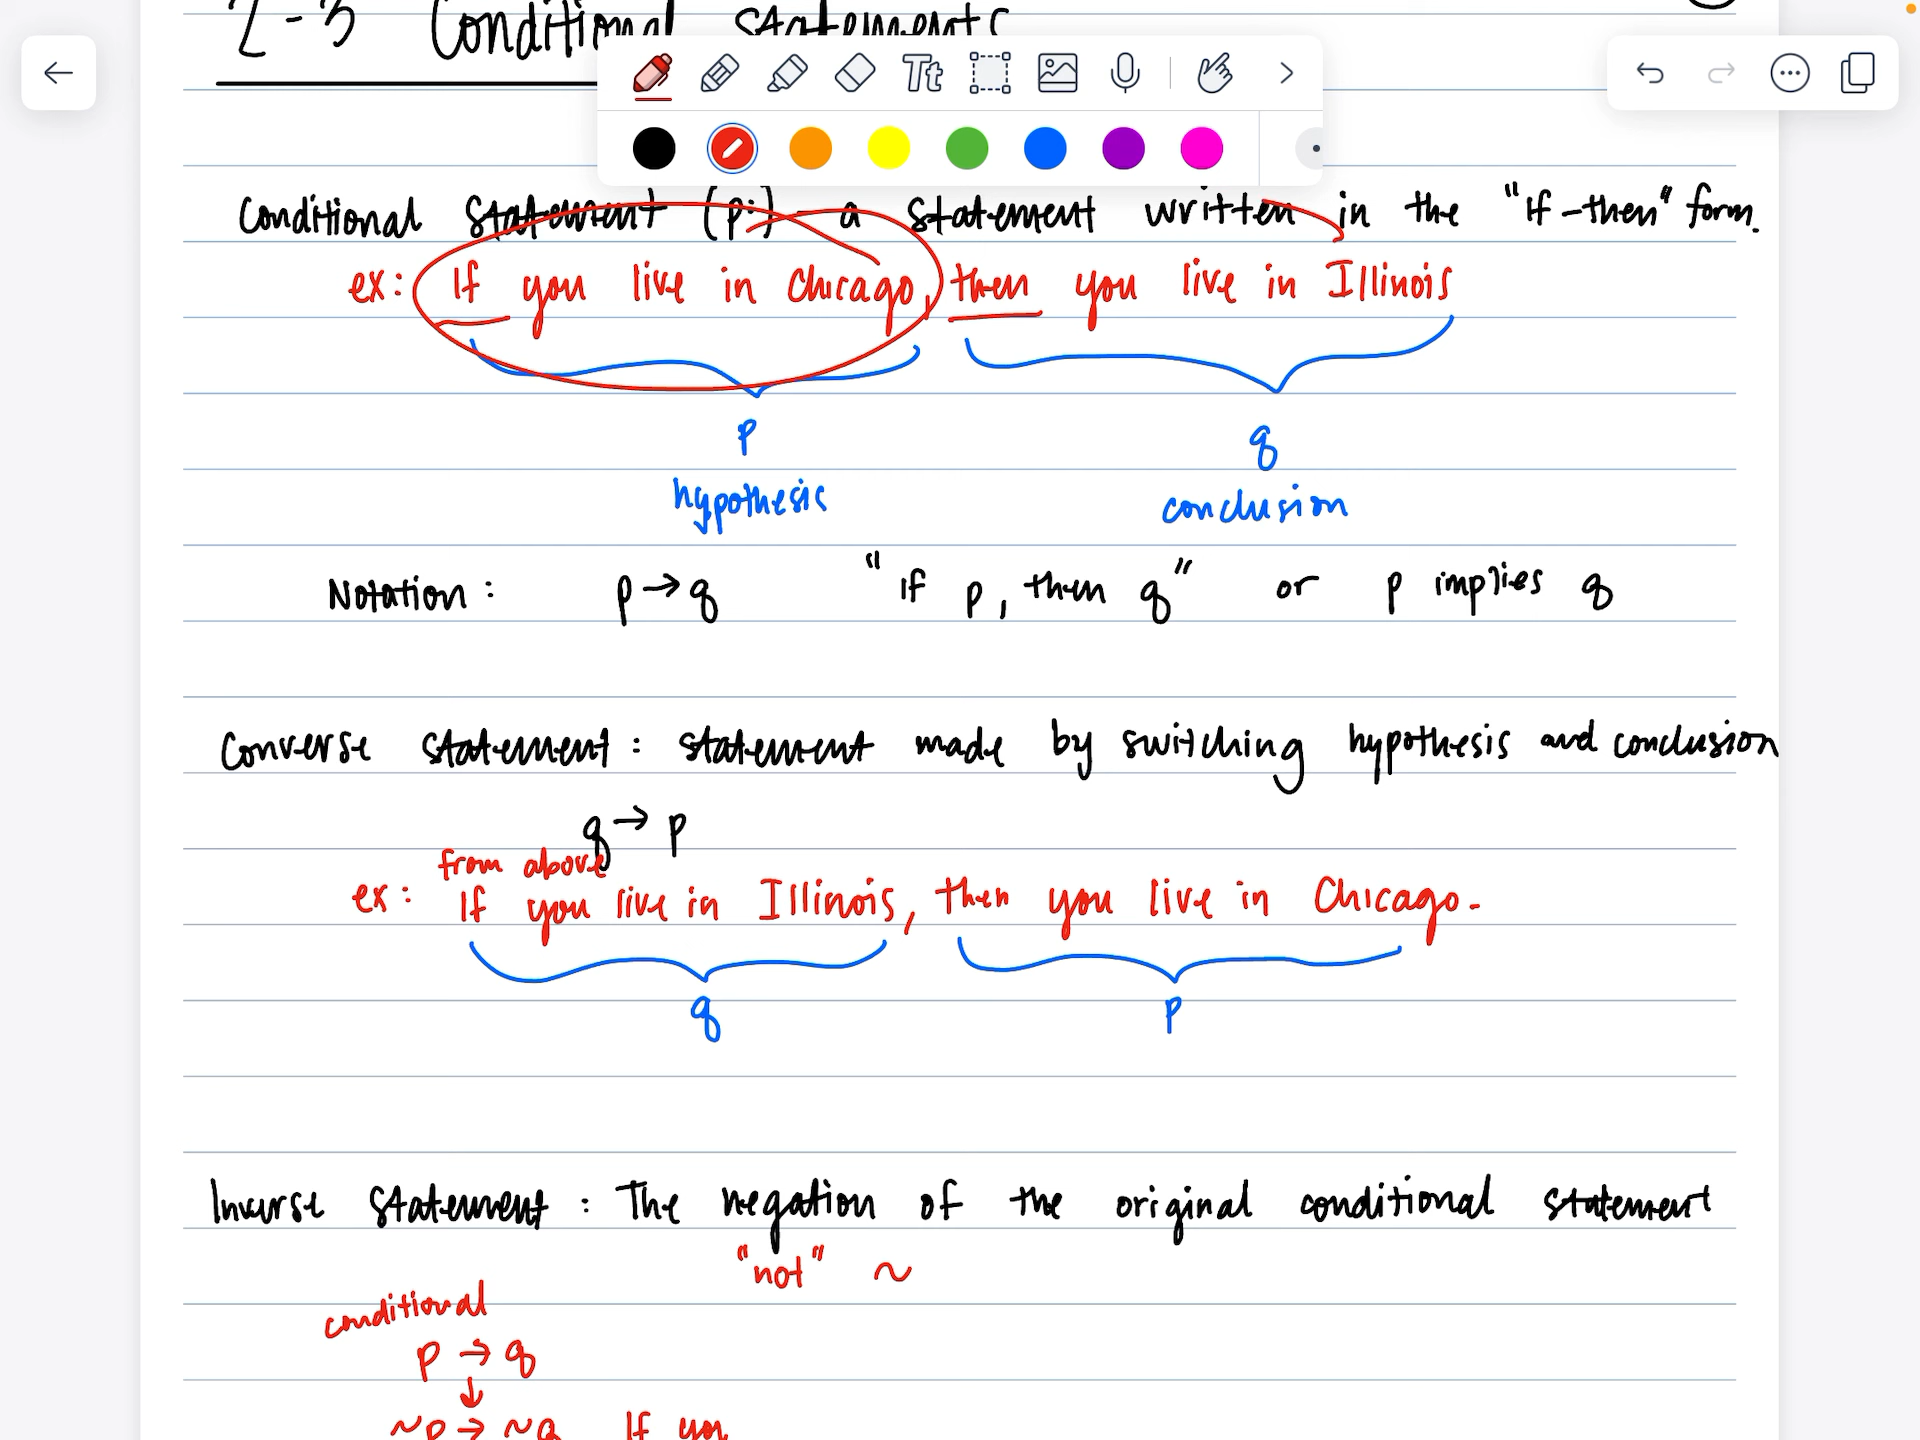 2-3 Conditional Statements
Tt
Conditional Statement (p:) - a statement written in the "If-then" form.
ex: If you live in Chicago, then you live in Illinois
p q
hypothesis conclusion
Notation: p → q "If p, then q" or p implies q
Converse statement: statement made by switching hypothesis and conclusion
q → p
from above
ex: If you live in Illinois, then you live in Chicago.
q p
Inverse Statement: The negation of the original conditional statement
"not" ~
conditional
p → q
↓
~p → ~q If you